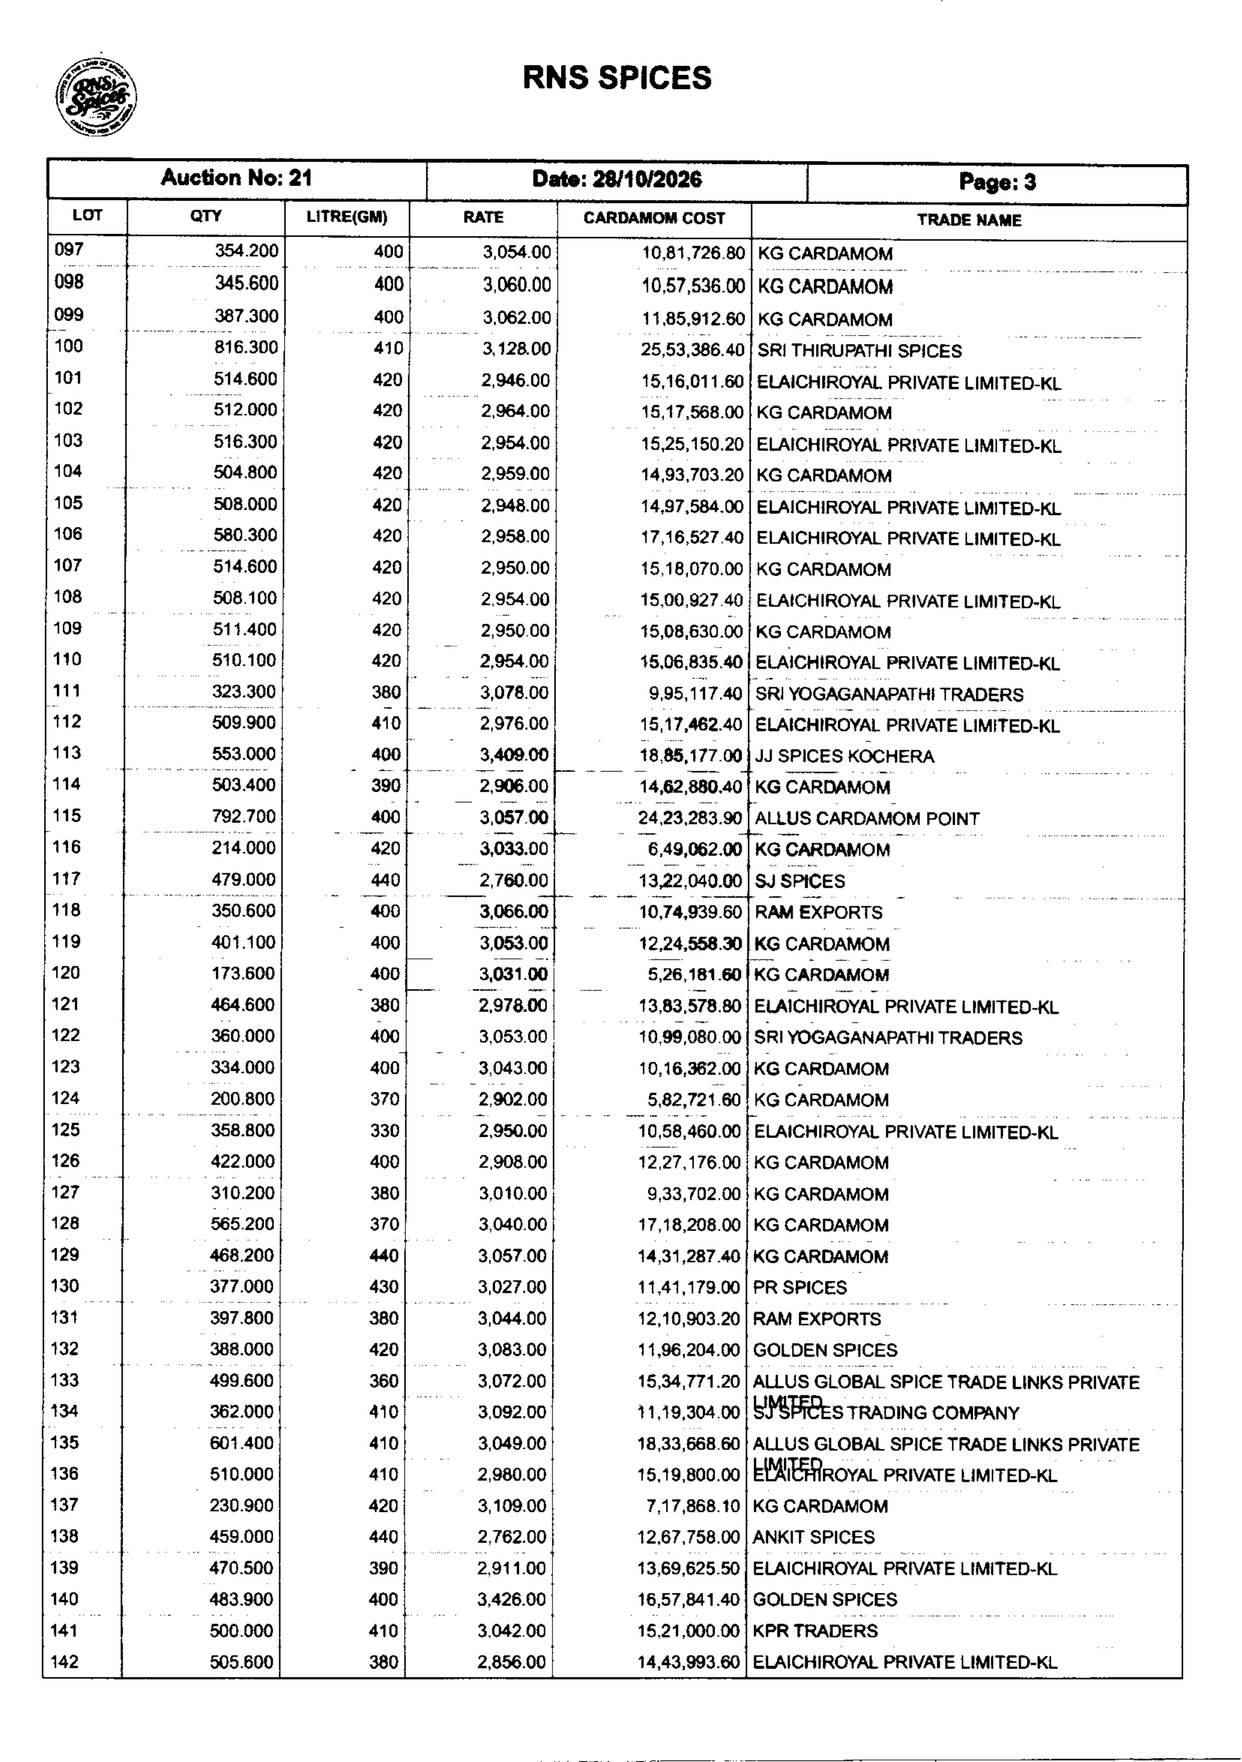 ROOTED IN THE LAND OF SPICES
RNS
Spices
CRAFTED FOR THE WORLD
RNS SPICES
Auction No: 21 Date: 28/10/2026 Page: 3
LOT QTY LITRE(GM) RATE CARDAMOM COST TRADE NAME
097 354.200 400 3,054.00 10,81,726.80 KG CARDAMOM
098 345.600 400 3,060.00 10,57,536.00 KG CARDAMOM
099 387.300 400 3,062.00 11,85,912.60 KG CARDAMOM
100 816.300 410 3,128.00 25,53,386.40 SRI THIRUPATHI SPICES
101 514.600 420 2,946.00 15,16,011.60 ELAICHIROYAL PRIVATE LIMITED-KL
102 512.000 420 2,964.00 15,17,568.00 KG CARDAMOM
103 516.300 420 2,954.00 15,25,150.20 ELAICHIROYAL PRIVATE LIMITED-KL
104 504.800 420 2,959.00 14,93,703.20 KG CARDAMOM
105 508.000 420 2,948.00 14,97,584.00 ELAICHIROYAL PRIVATE LIMITED-KL
106 580.300 420 2,958.00 17,16,527.40 ELAICHIROYAL PRIVATE LIMITED-KL
107 514.600 420 2,950.00 15,18,070.00 KG CARDAMOM
108 508.100 420 2,954.00 15,00,927.40 ELAICHIROYAL PRIVATE LIMITED-KL
109 511.400 420 2,950.00 15,08,630.00 KG CARDAMOM
110 510.100 420 2,954.00 15,06,835.40 ELAICHIROYAL PRIVATE LIMITED-KL
111 323.300 380 3,078.00 9,95,117.40 SRI YOGAGANAPATHI TRADERS
112 509.900 410 2,976.00 15,17,462.40 ELAICHIROYAL PRIVATE LIMITED-KL
113 553.000 400 3,409.00 18,85,177.00 JJ SPICES KOCHERA
114 503.400 390 2,906.00 14,62,880.40 KG CARDAMOM
115 792.700 400 3,057.00 24,23,283.90 ALLUS CARDAMOM POINT
116 214.000 420 3,033.00 6,49,062.00 KG CARDAMOM
117 479.000 440 2,760.00 13,22,040.00 SJ SPICES
118 350.600 400 3,066.00 10,74,939.60 RAM EXPORTS
119 401.100 400 3,053.00 12,24,558.30 KG CARDAMOM
120 173.600 400 3,031.00 5,26,181.60 KG CARDAMOM
121 464.600 380 2,978.00 13,83,578.80 ELAICHIROYAL PRIVATE LIMITED-KL
122 360.000 400 3,053.00 10,99,080.00 SRI YOGAGANAPATHI TRADERS
123 334.000 400 3,043.00 10,16,362.00 KG CARDAMOM
124 200.800 370 2,902.00 5,82,721.60 KG CARDAMOM
125 358.800 330 2,950.00 10,58,460.00 ELAICHIROYAL PRIVATE LIMITED-KL
126 422.000 400 2,908.00 12,27,176.00 KG CARDAMOM
127 310.200 380 3,010.00 9,33,702.00 KG CARDAMOM
128 565.200 370 3,040.00 17,18,208.00 KG CARDAMOM
129 468.200 440 3,057.00 14,31,287.40 KG CARDAMOM
130 377.000 430 3,027.00 11,41,179.00 PR SPICES
131 397.800 380 3,044.00 12,10,903.20 RAM EXPORTS
132 388.000 420 3,083.00 11,96,204.00 GOLDEN SPICES
133 499.600 360 3,072.00 15,34,771.20 ALLUS GLOBAL SPICE TRADE LINKS PRIVATE
LIMITED
134 362.000 410 3,092.00 11,19,304.00 SJ SPICES TRADING COMPANY
135 601.400 410 3,049.00 18,33,668.60 ALLUS GLOBAL SPICE TRADE LINKS PRIVATE
LIMITED
136 510.000 410 2,980.00 15,19,800.00 ELAICHIROYAL PRIVATE LIMITED-KL
137 230.900 420 3,109.00 7,17,868.10 KG CARDAMOM
138 459.000 440 2,762.00 12,67,758.00 ANKIT SPICES
139 470.500 390 2,911.00 13,69,625.50 ELAICHIROYAL PRIVATE LIMITED-KL
140 483.900 400 3,426.00 16,57,841.40 GOLDEN SPICES
141 500.000 410 3,042.00 15,21,000.00 KPR TRADERS
142 505.600 380 2,856.00 14,43,993.60 ELAICHIROYAL PRIVATE LIMITED-KL